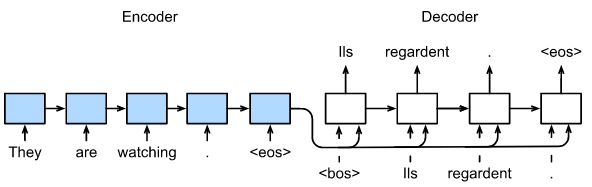 Encoder
Decoder
Ils regardent . <eos>
They are watching . <eos>
<bos> Ils regardent .